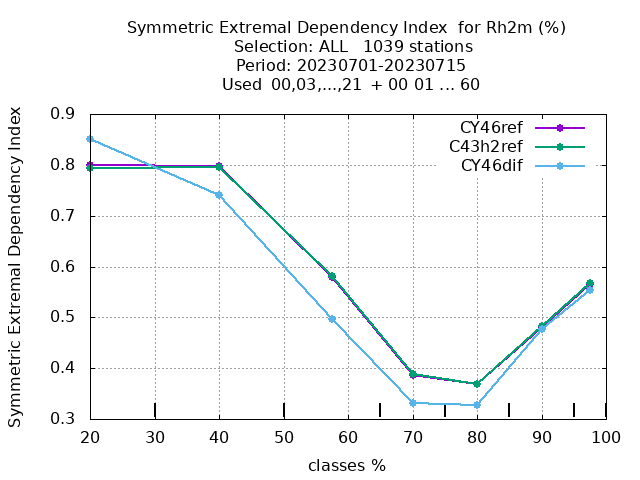 Symmetric Extremal Dependency Index  for Rh2m (%)
Selection: ALL   1039 stations
Period: 20230701-20230715
Used  00,03,...,21  + 00 01 ... 60
Symmetric Extremal Dependency Index
0.9
0.8
0.7
0.6
0.5
0.4
0.3
CY46ref
C43h2ref
CY46dif
20 30 40 50 60 70 80 90 100
classes %